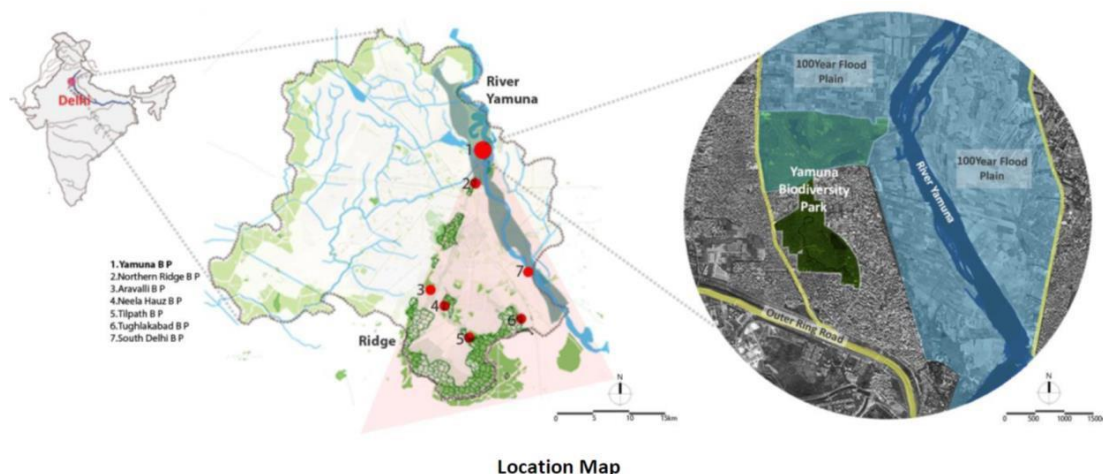 Delhi
1.Yamuna B P
2.Northern Ridge B P
3.Aravalli B P
4.Neela Hauz B P
5.Tilpath B P
6.Tughlakabad B P
7.South Delhi B P
River
Yamuna
1
2
3
4
5
6
7
Ridge
N
0 5 10 15km
100Year Flood
Plain
100Year Flood
Plain
Yamuna
Biodiversity
Park
River Yamuna
Outer Ring Road
N
0 500 1000 1500m
Location Map